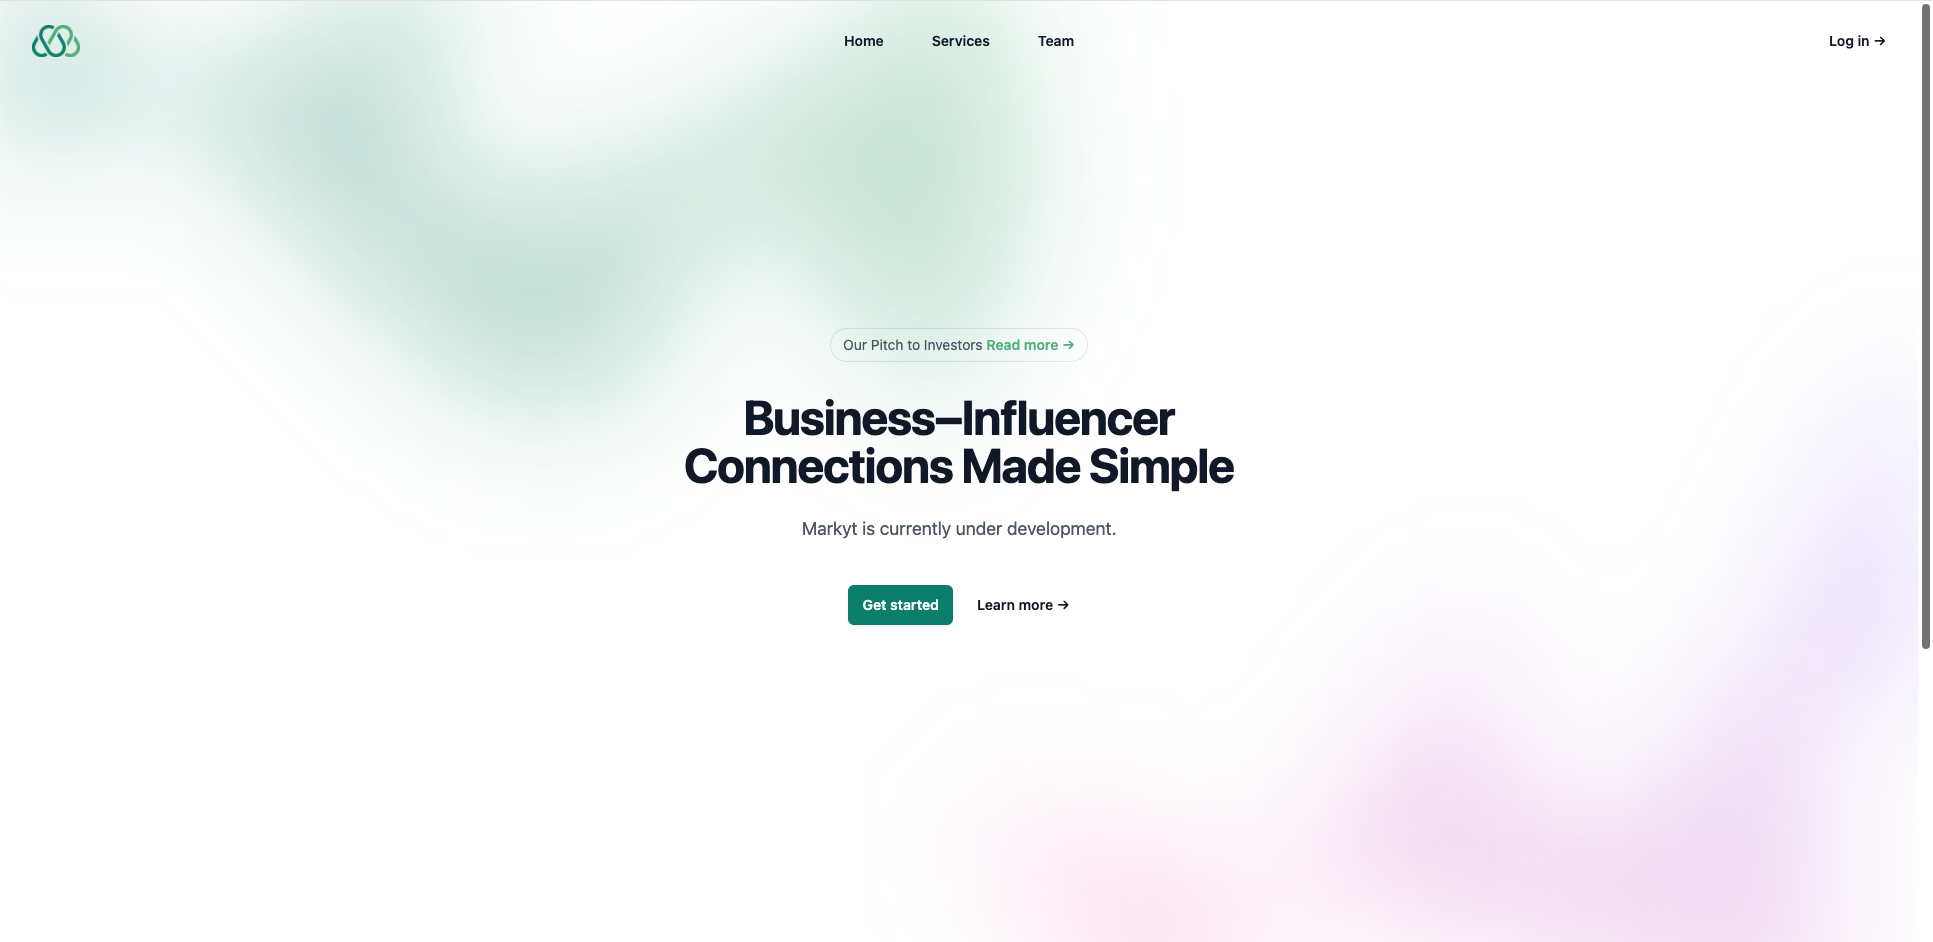 Home
Services
Team
Log in →
Our Pitch to Investors Read more →
Business–Influencer
Connections Made Simple
Markyt is currently under development.
Get started
Learn more →